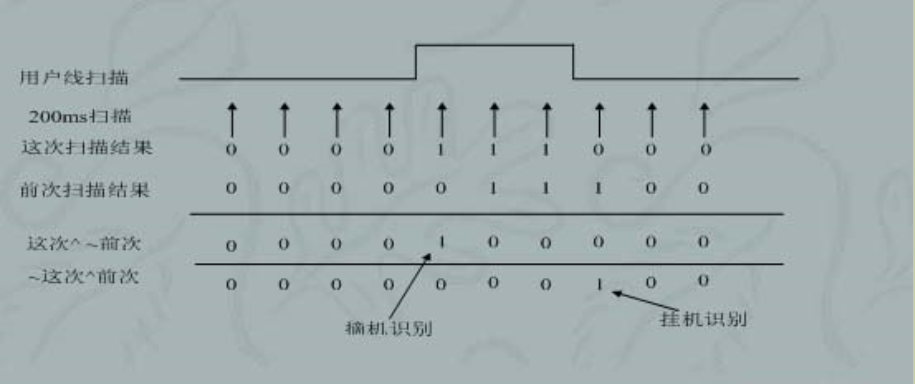 用户线扫描
200ms扫描
这次扫描结果 0 0 0 0 1 1 1 0 0 0
前次扫描结果 0 0 0 0 0 1 1 1 0 0
这次^~前次 0 0 0 0 1 0 0 0 0 0
~这次^前次 0 0 0 0 0 0 0 1 0 0
摘机识别
挂机识别